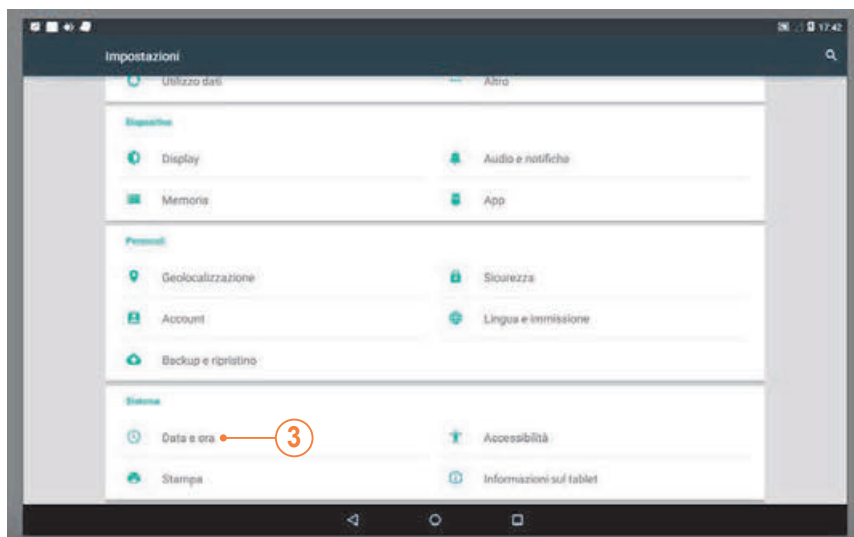 17:42
Impostazioni
Utilizzo dati
Altro
Dispositivo
Display
Audio e notifiche
Memoria
App
Personali
Geolocalizzazione
Sicurezza
Account
Lingua e immissione
Backup e ripristino
Sistema
Data e ora
3
Accessibilità
Stampa
Informazioni sul tablet